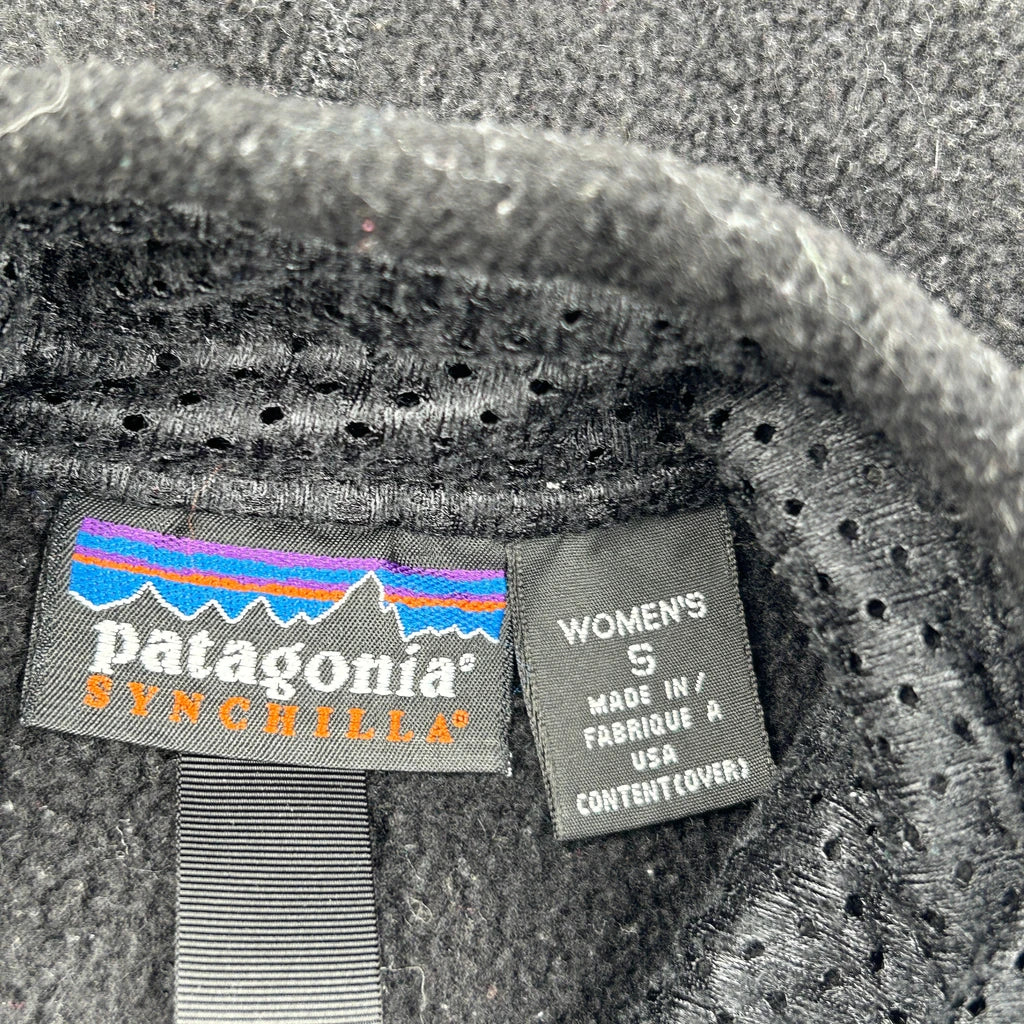 patagonia®
SYNCHILLA®
WOMEN'S
S
MADE IN /
FABRIQUE A
USA
CONTENT(OVER)